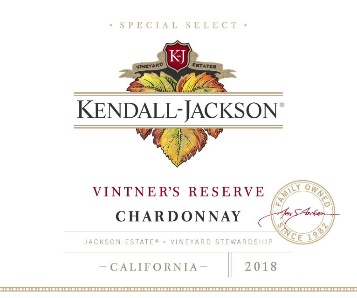 · SPECIAL SELECT ·
K-J
VINEYARD ESTATES
KENDALL-JACKSON®
VINTNER'S RESERVE
CHARDONNAY
FAMILY OWNED
SINCE 1982
JACKSON ESTATE® · VINEYARD STEWARDSHIP
–CALIFORNIA– 2018